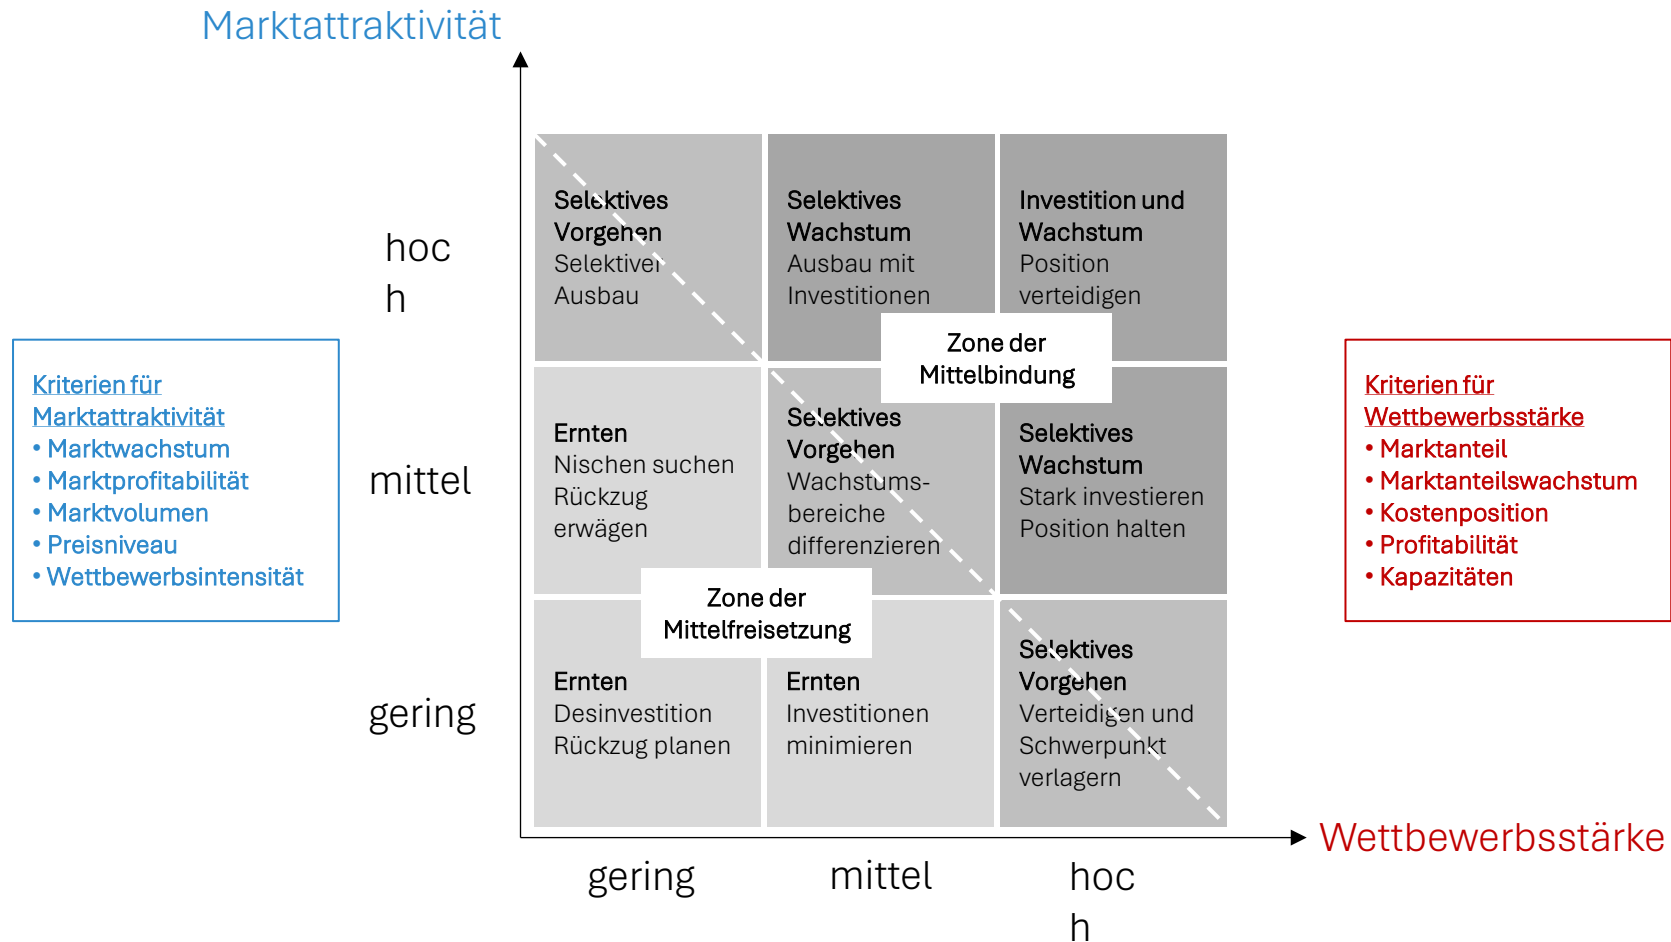 Marktattraktivität
hoc
h
mittel
gering
Kriterien für
Marktattraktivität
• Marktwachstum
• Marktprofitabilität
• Marktvolumen
• Preisniveau
• Wettbewerbsintensität
Selektives
Vorgehen
Selektiver
Ausbau
Selektives
Wachstum
Ausbau mit
Investitionen
Investition und
Wachstum
Position
verteidigen
Zone der
Mittelbindung
Ernten
Nischen suchen
Rückzug
erwägen
Selektives
Vorgehen
Wachstums-
bereiche
differenzieren
Selektives
Wachstum
Stark investieren
Position halten
Zone der
Mittelfreisetzung
Ernten
Desinvestition
Rückzug planen
Ernten
Investitionen
minimieren
Selektives
Vorgehen
Verteidigen und
Schwerpunkt
verlagern
Kriterien für
Wettbewerbsstärke
• Marktanteil
• Marktanteilswachstum
• Kostenposition
• Profitabilität
• Kapazitäten
Wettbewerbsstärke
gering
mittel
hoc
h